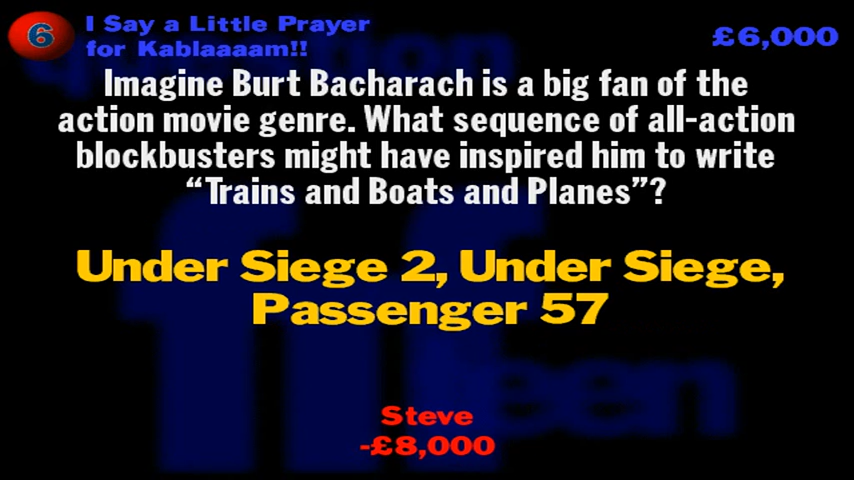 6
I Say a Little Prayer
for Kablaaaam!!
£6,000
Imagine Burt Bacharach is a big fan of the
action movie genre. What sequence of all-action
blockbusters might have inspired him to write
“Trains and Boats and Planes”?
Under Siege 2, Under Siege,
Passenger 57
Steve
-£8,000